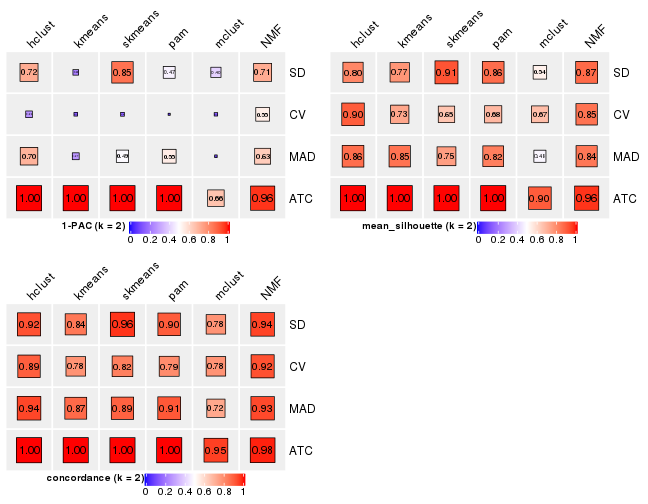 hclust kmeans skmeans pam mclust NMF
0.72 0.85 0.47 0.71 SD
0.55 CV
0.70 0.49 0.55 0.63 MAD
1.00 1.00 1.00 1.00 0.66 0.96 ATC
1-PAC (k = 2)
0 0.2 0.4 0.6 0.8 1
hclust kmeans skmeans pam mclust NMF
0.80 0.77 0.91 0.86 0.54 0.87 SD
0.90 0.73 0.65 0.68 0.67 0.85 CV
0.86 0.85 0.75 0.82 0.84 MAD
1.00 1.00 1.00 1.00 0.90 0.96 ATC
mean_silhouette (k = 2)
0 0.2 0.4 0.6 0.8 1
hclust kmeans skmeans pam mclust NMF
0.92 0.84 0.96 0.90 0.78 0.94 SD
0.89 0.78 0.82 0.79 0.78 0.92 CV
0.94 0.87 0.89 0.91 0.72 0.93 MAD
1.00 1.00 1.00 1.00 0.95 0.98 ATC
concordance (k = 2)
0 0.2 0.4 0.6 0.8 1